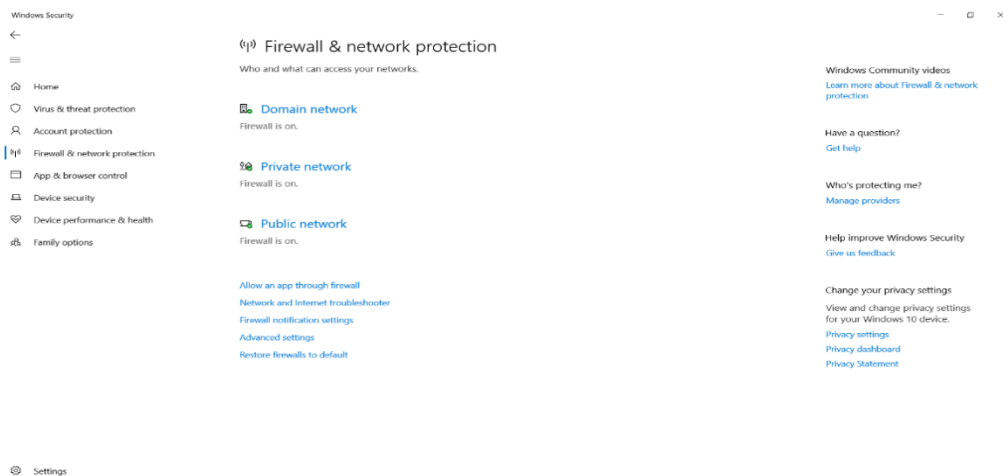 Windows Security
Home
Virus & threat protection
Account protection
Firewall & network protection
App & browser control
Device security
Device performance & health
Family options
Settings
Firewall & network protection
Who and what can access your networks.
Domain network
Firewall is on.
Private network
Firewall is on.
Public network
Firewall is on.
Allow an app through firewall
Network and Internet troubleshooter
Firewall notification settings
Advanced settings
Restore firewalls to default
Windows Community videos
Learn more about Firewall & network
protection
Have a question?
Get help
Who's protecting me?
Manage providers
Help improve Windows Security
Give us feedback
Change your privacy settings
View and change privacy settings
for your Windows 10 device.
Privacy settings
Privacy dashboard
Privacy Statement